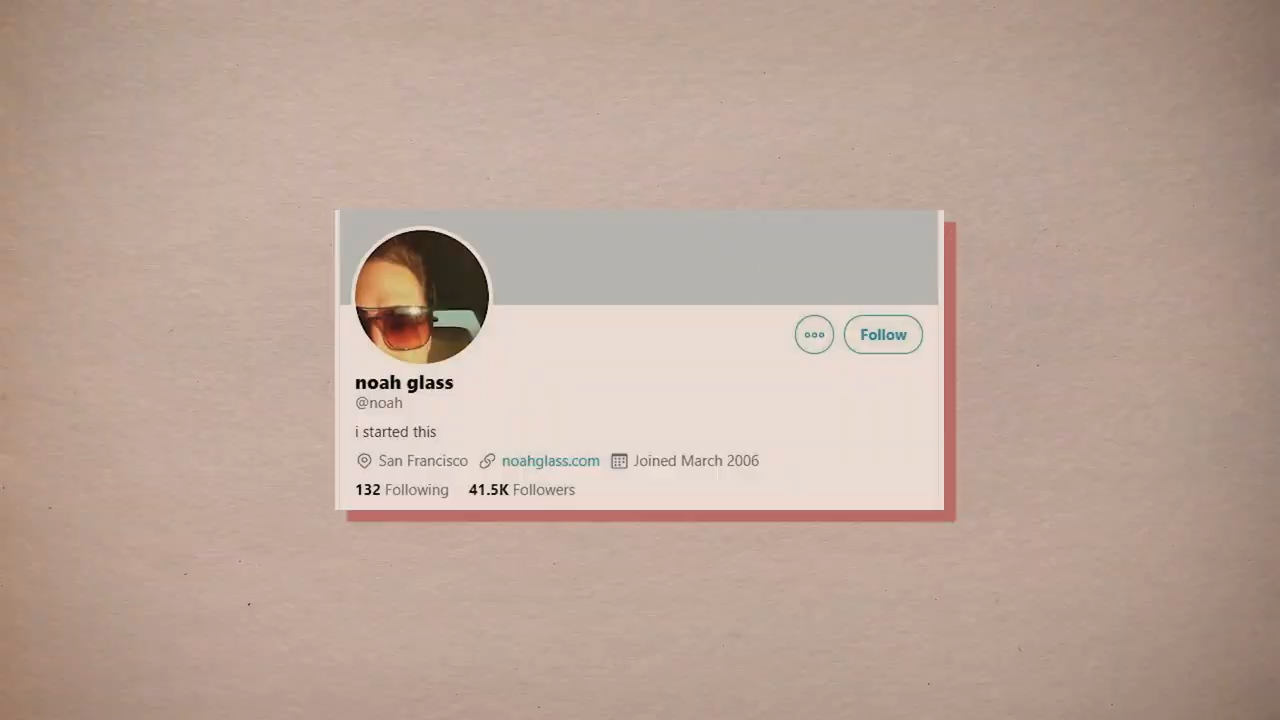 Follow
noah glass
@noah
i started this
San Francisco noahglass.com Joined March 2006
132 Following 41.5K Followers